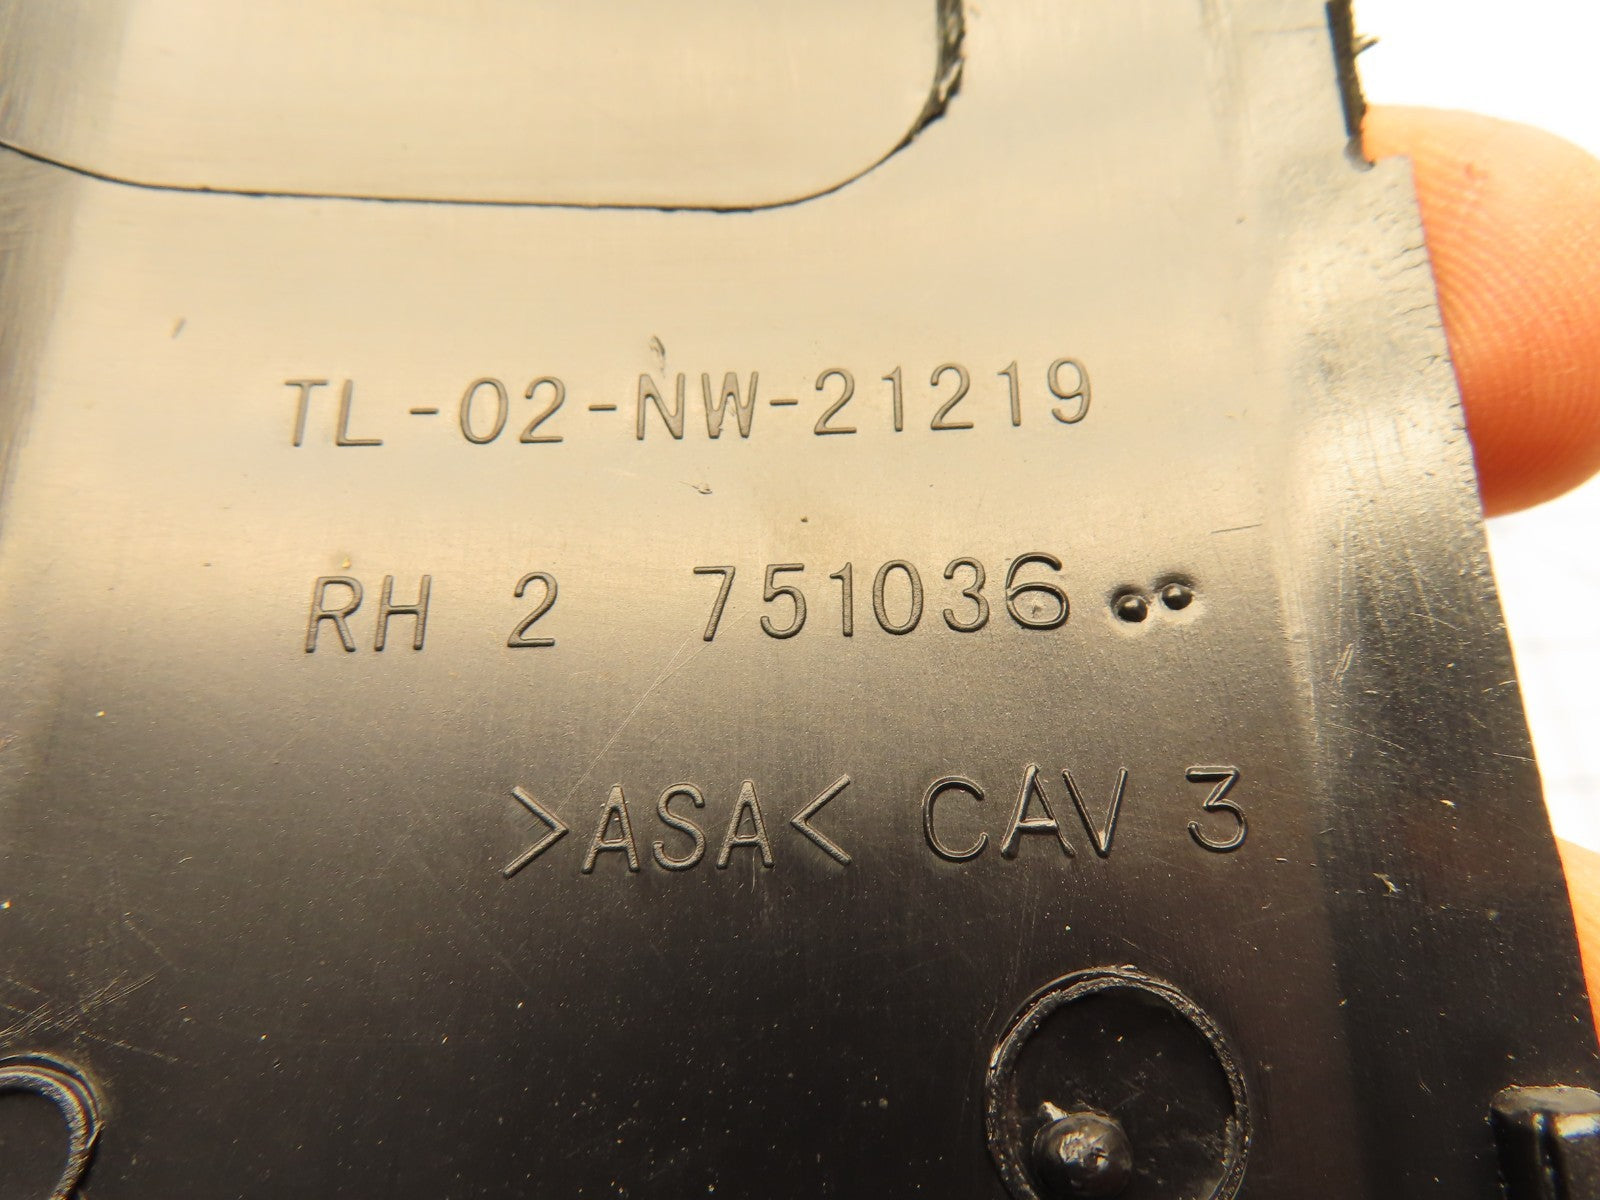 TL-02-NW-21219
RH 2 751036
>ASA< CAV 3